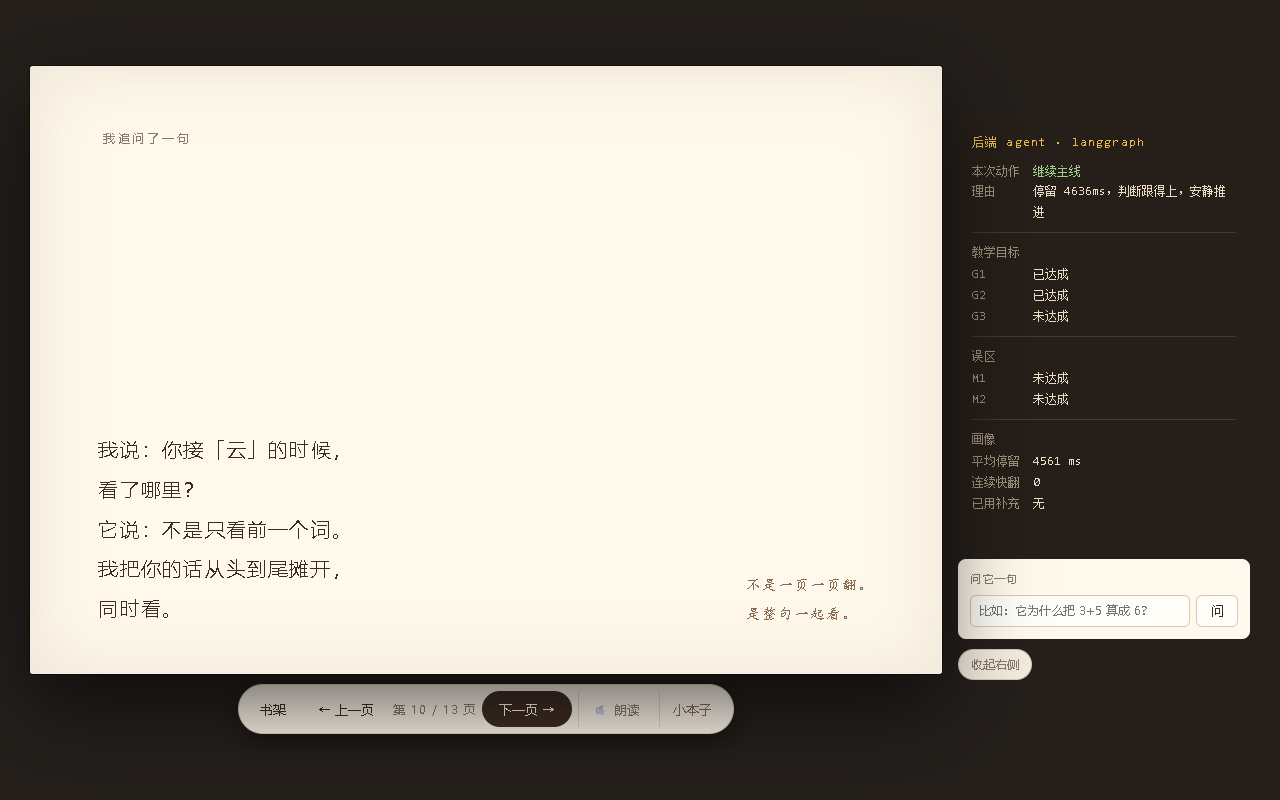 我追问了一句
我说：你接「云」的时候，
看了哪里？
它说：不是只看前一个词。
我把你的话从头到尾摊开，
同时看。
不是一页一页翻。
是整句一起看。
书架
← 上一页
第 10 / 13 页
下一页 →
朗读
小本子
后端 agent · langgraph
本次动作 继续主线
理由 停留 4636ms，判断跟得上，安静推
进
教学目标
G1 已达成
G2 已达成
G3 未达成
误区
M1 未达成
M2 未达成
画像
平均停留 4561 ms
连续快翻 0
已用补充 无
问它一句
比如：它为什么把 3+5 算成 6？
问
收起右侧